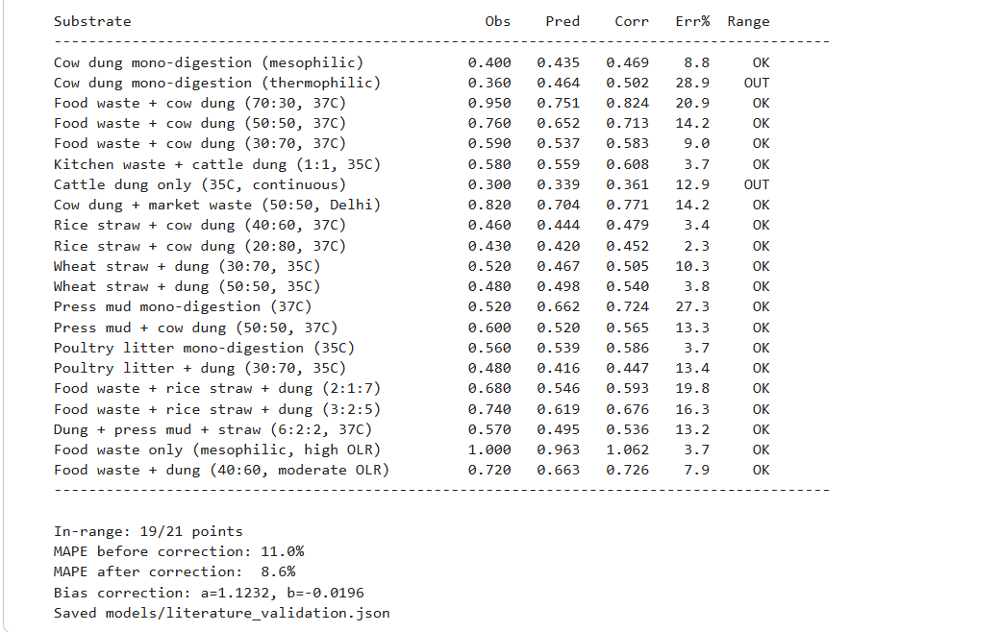 Substrate Obs Pred Corr Err% Range
--------------------------------------------------------------------------------------------
Cow dung mono-digestion (mesophilic) 0.400 0.435 0.469 8.8 OK
Cow dung mono-digestion (thermophilic) 0.360 0.464 0.502 28.9 OUT
Food waste + cow dung (70:30, 37C) 0.950 0.751 0.824 20.9 OK
Food waste + cow dung (50:50, 37C) 0.760 0.652 0.713 14.2 OK
Food waste + cow dung (30:70, 37C) 0.590 0.537 0.583 9.0 OK
Kitchen waste + cattle dung (1:1, 35C) 0.580 0.559 0.608 3.7 OK
Cattle dung only (35C, continuous) 0.300 0.339 0.361 12.9 OUT
Cow dung + market waste (50:50, Delhi) 0.820 0.704 0.771 14.2 OK
Rice straw + cow dung (40:60, 37C) 0.460 0.444 0.479 3.4 OK
Rice straw + cow dung (20:80, 37C) 0.430 0.420 0.452 2.3 OK
Wheat straw + dung (30:70, 35C) 0.520 0.467 0.505 10.3 OK
Wheat straw + dung (50:50, 35C) 0.480 0.498 0.540 3.8 OK
Press mud mono-digestion (37C) 0.520 0.662 0.724 27.3 OK
Press mud + cow dung (50:50, 37C) 0.600 0.520 0.565 13.3 OK
Poultry litter mono-digestion (35C) 0.560 0.539 0.586 3.7 OK
Poultry litter + dung (30:70, 35C) 0.480 0.416 0.447 13.4 OK
Food waste + rice straw + dung (2:1:7) 0.680 0.546 0.593 19.8 OK
Food waste + rice straw + dung (3:2:5) 0.740 0.619 0.676 16.3 OK
Dung + press mud + straw (6:2:2, 37C) 0.570 0.495 0.536 13.2 OK
Food waste only (mesophilic, high OLR) 1.000 0.963 1.062 3.7 OK
Food waste + dung (40:60, moderate OLR) 0.720 0.663 0.726 7.9 OK
--------------------------------------------------------------------------------------------
In-range: 19/21 points
MAPE before correction: 11.0%
MAPE after correction: 8.6%
Bias correction: a=1.1232, b=-0.0196
Saved models/literature_validation.json